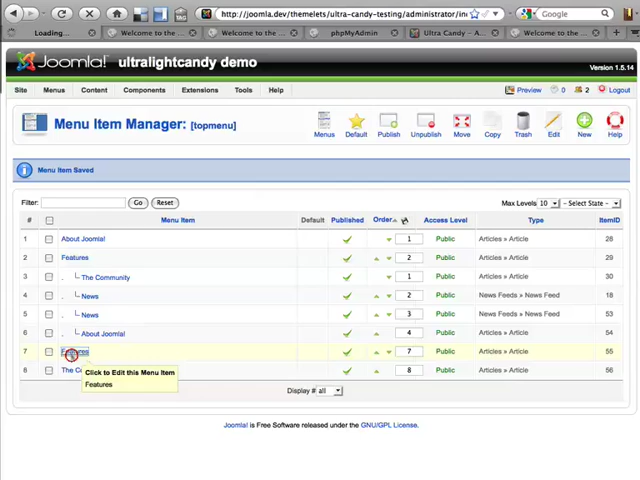 http://joomla.dev/themelets/ultra-candy-testing/administrator/in
Google
Loading...
Welcome to the
Welcome to the
phpMyAdmin
Ultra Candy - A
Welcome to the
Joomla! ultralightcandy demo
Version 1.5.14
Site Menus Content Components Extensions Tools Help
Preview 0 2 Logout
Menu Item Manager: [topmenu]
Menus Default Publish Unpublish Move Copy Trash Edit New Help
Menu Item Saved
Filter: Go Reset
Max Levels 10 - Select State -
# Menu Item Default Published Order Access Level Type ItemID
1 About Joomla! 1 Public Articles » Article 28
2 Features 2 Public Articles » Article 29
3 . The Community 1 Public Articles » Article 30
4 . News 2 Public News Feeds » News Feed 18
5 . News 3 Public News Feeds » News Feed 53
6 . About Joomla! 4 Public Articles » Article 54
7 Features 7 Public Articles » Article 55
8 The Co 8 Public Articles » Article 56
Click to Edit this Menu Item
Features
Display # all
Joomla! is Free Software released under the GNU/GPL License.